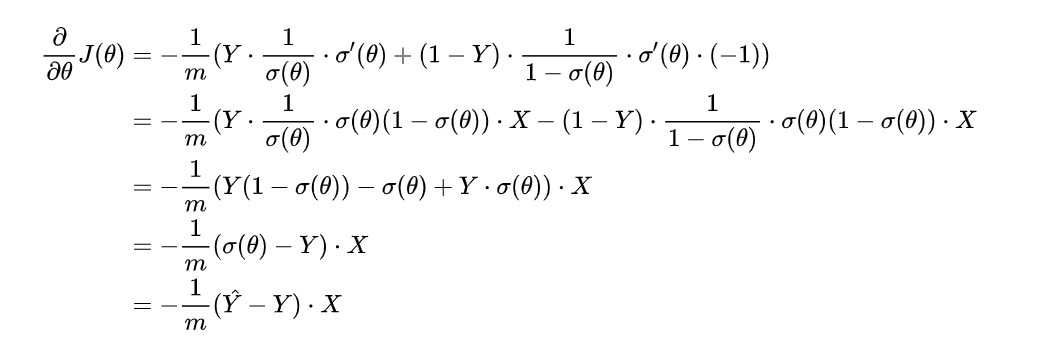 ∂/∂θ J(θ) = −1/m (Y · 1/σ(θ) · σ′(θ) + (1 − Y) · 1/(1 − σ(θ)) · σ′(θ) · (−1))
= −1/m (Y · 1/σ(θ) · σ(θ)(1 − σ(θ)) · X − (1 − Y) · 1/(1 − σ(θ)) · σ(θ)(1 − σ(θ)) · X
= −1/m (Y(1 − σ(θ)) − σ(θ) + Y · σ(θ)) · X
= −1/m (σ(θ) − Y) · X
= −1/m (Ŷ − Y) · X